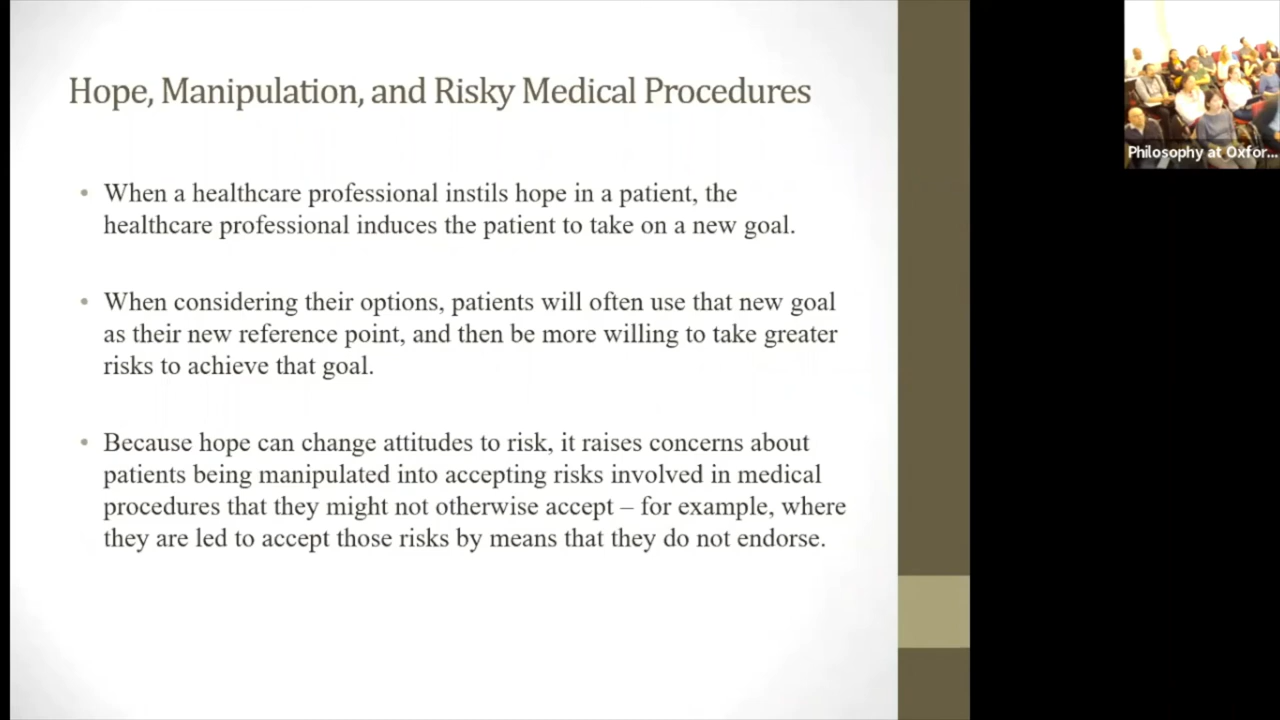 Hope, Manipulation, and Risky Medical Procedures
• When a healthcare professional instils hope in a patient, the
healthcare professional induces the patient to take on a new goal.
• When considering their options, patients will often use that new goal
as their new reference point, and then be more willing to take greater
risks to achieve that goal.
• Because hope can change attitudes to risk, it raises concerns about
patients being manipulated into accepting risks involved in medical
procedures that they might not otherwise accept – for example, where
they are led to accept those risks by means that they do not endorse.
Philosophy at Oxfor...